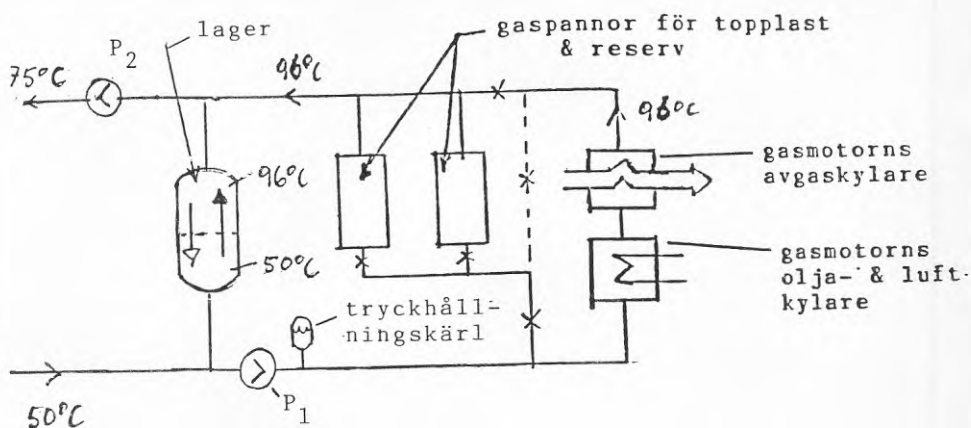 lager
gaspannor för topplast
& reserv
P2
75°C
96°C
96°C
96°C
gasmotorns
avgaskylare
50°C
gasmotorns
olja- & luft-
kylare
tryckhåll-
ningskärl
50°C
P1